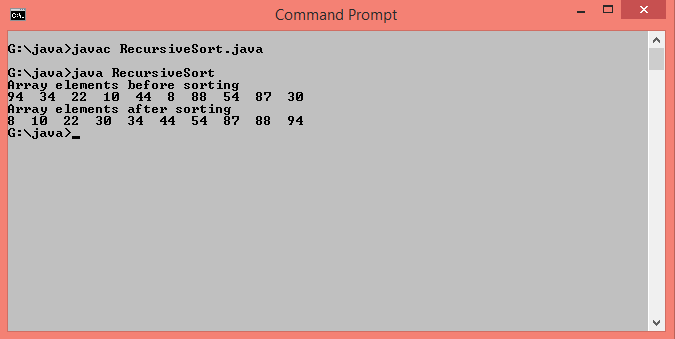 Command Prompt
C:\.
G:\java>javac RecursiveSort.java
G:\java>java RecursiveSort
Array elements before sorting
94 34 22 10 44 8 88 54 87 30
Array elements after sorting
8 10 22 30 34 44 54 87 88 94
G:\java>_